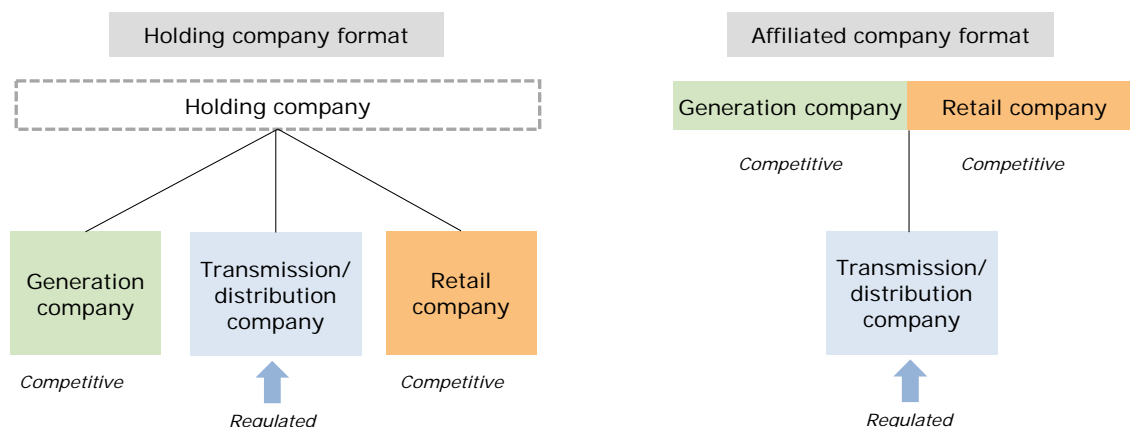 Holding company format
Holding company
Generation
company
Transmission/
distribution
company
Retail
company
Competitive
Competitive
Regulated
Affiliated company format
Generation company
Retail company
Competitive
Competitive
Transmission/
distribution
company
Regulated